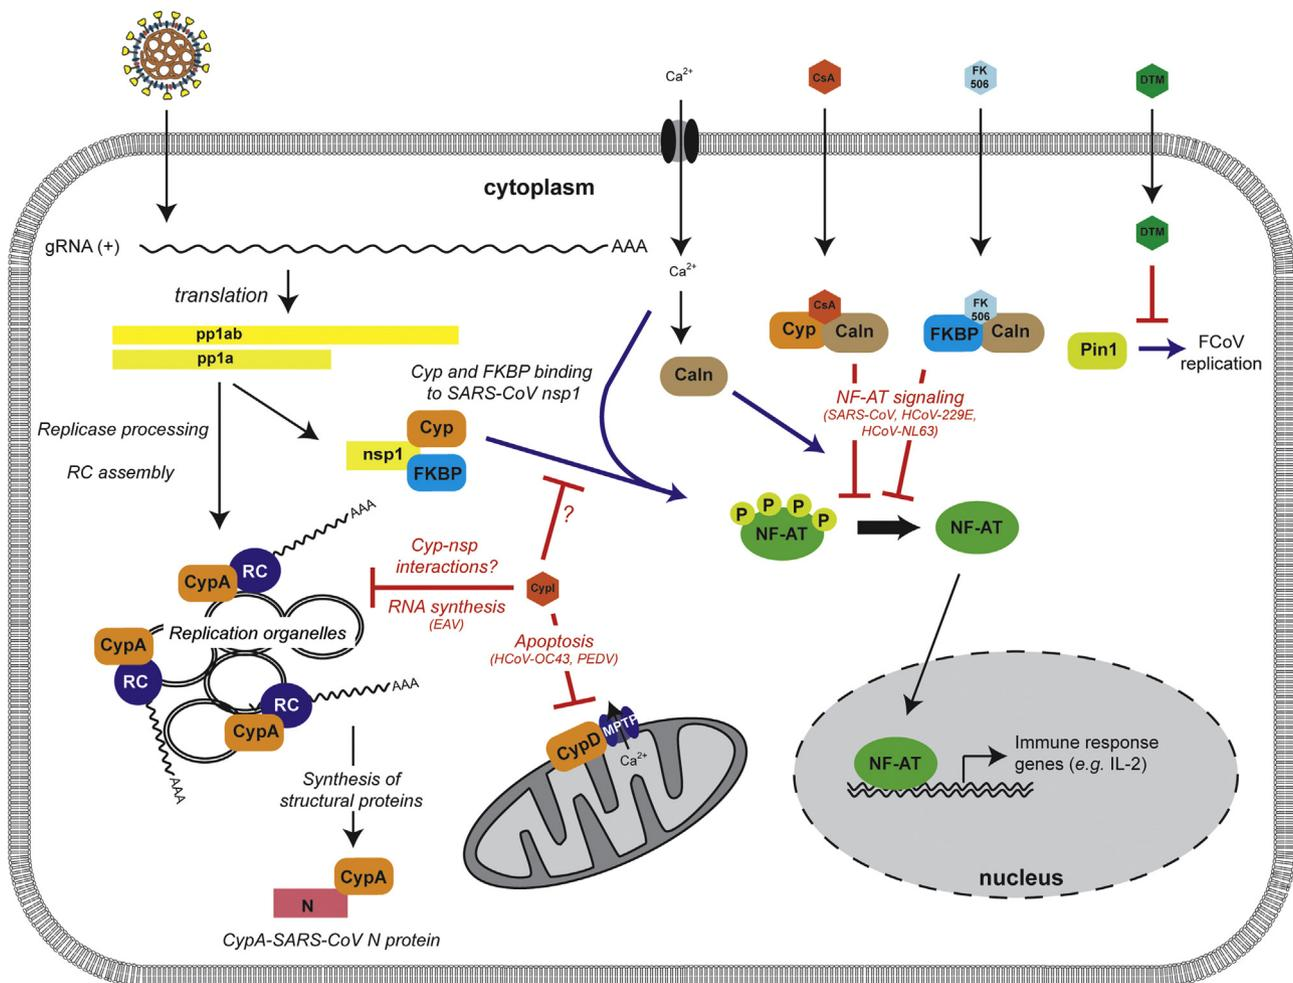 Ca2+
CsA
FK
506
DTM
cytoplasm
gRNA (+)
AAA
Ca2+
DTM
translation
pp1ab
pp1a
CsA
Cyp
Caln
FK
506
FKBP
Caln
Pin1
FCoV
replication
Cyp and FKBP binding
to SARS-CoV nsp1
Caln
NF-AT signaling
(SARS-CoV, HCoV-229E,
HCoV-NL63)
Replicase processing
RC assembly
nsp1
Cyp
FKBP
P
P
P
P
NF-AT
NF-AT
?
AAA
CypA
RC
Cyp-nsp
interactions?
CypI
RNA synthesis
(EAV)
Replication organelles
CypA
RC
Apoptosis
(HCoV-OC43, PEDV)
RC
AAA
CypA
AAA
CypD
MPTP
Ca2+
Synthesis of
structural proteins
NF-AT
Immune response
genes (e.g. IL-2)
nucleus
CypA
N
CypA-SARS-CoV N protein